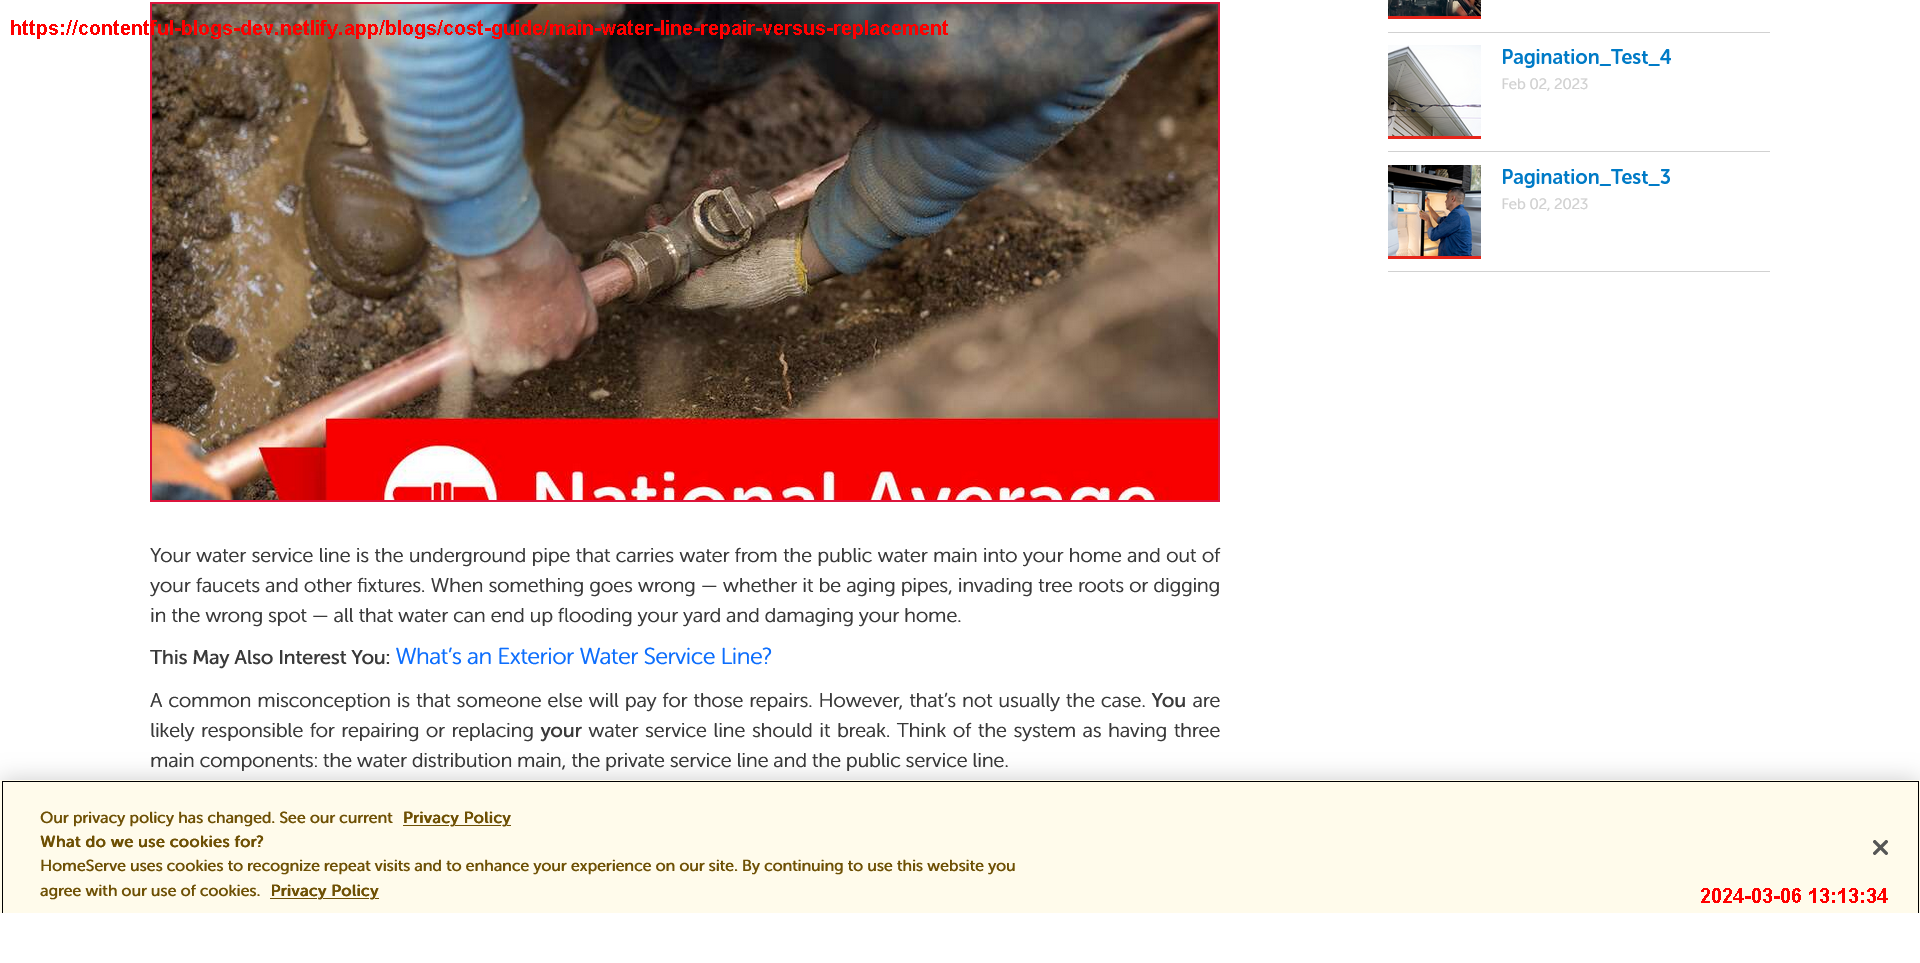 https://contentful-blogs-dev.netlify.app/blogs/cost-guide/main-water-line-repair-versus-replacement
Pagination_Test_4
Feb 02, 2023
Pagination_Test_3
Feb 02, 2023
National Average
Your water service line is the underground pipe that carries water from the public water main into your home and out of
your faucets and other fixtures. When something goes wrong — whether it be aging pipes, invading tree roots or digging
in the wrong spot — all that water can end up flooding your yard and damaging your home.
This May Also Interest You: What's an Exterior Water Service Line?
A common misconception is that someone else will pay for those repairs. However, that's not usually the case. You are
likely responsible for repairing or replacing your water service line should it break. Think of the system as having three
main components: the water distribution main, the private service line and the public service line.
Our privacy policy has changed. See our current Privacy Policy
What do we use cookies for?
HomeServe uses cookies to recognize repeat visits and to enhance your experience on our site. By continuing to use this website you
agree with our use of cookies. Privacy Policy
2024-03-06 13:13:34